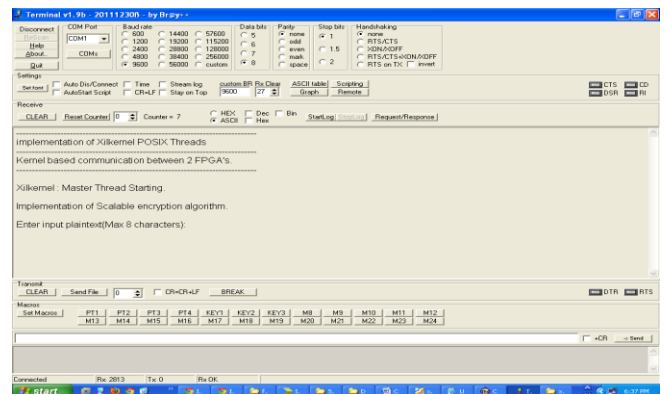 Terminal v1.9b - 20111230ß - by Br@y++
Disconnect
ReScan
Help
About..
Quit
COM Port
COM1
COMs
Baud rate
600 14400 57600
1200 19200 115200
2400 28800 128000
4800 38400 256000
9600 56000 custom
Data bits
5
6
7
8
Parity
none
odd
even
mark
space
Stop bits
1
1.5
2
Handshaking
none
RTS/CTS
XON/XOFF
RTS/CTS+XON/XOFF
RTS on TX invert
Settings
Set font
Auto Dis/Connect Time Stream log custom BR Rx Clear ASCII table Scripting
AutoStart Script CR=LF Stay on Top 9600 27 Graph Remote
CTS CD
DSR RI
Receive
CLEAR Reset Counter 0 Counter = 7
HEX Dec Bin
ASCII Hex
StartLog StopLog Request/Response
--------------------------------------------------------------
implementation of Xilkernel POSIX Threads
--------------------------------------------------------------
Kernel based communication between 2 FPGA's.
--------------------------------------------------------------
Xilkernel : Master Thread Starting.
Implementation of Scalable encryption algorithm.
Enter input plaintext(Max 8 characters):
Transmit
CLEAR Send File 0 CR=CR+LF BREAK
DTR RTS
Macros
Set Macros PT1 PT2 PT3 PT4 KEY1 KEY2 KEY3 M8 M9 M10 M11 M12
M13 M14 M15 M16 M17 M18 M19 M20 M21 M22 M23 M24
+CR -> Send
Connected Rx: 2813 Tx: 0 Rx OK
start
6:37 PM